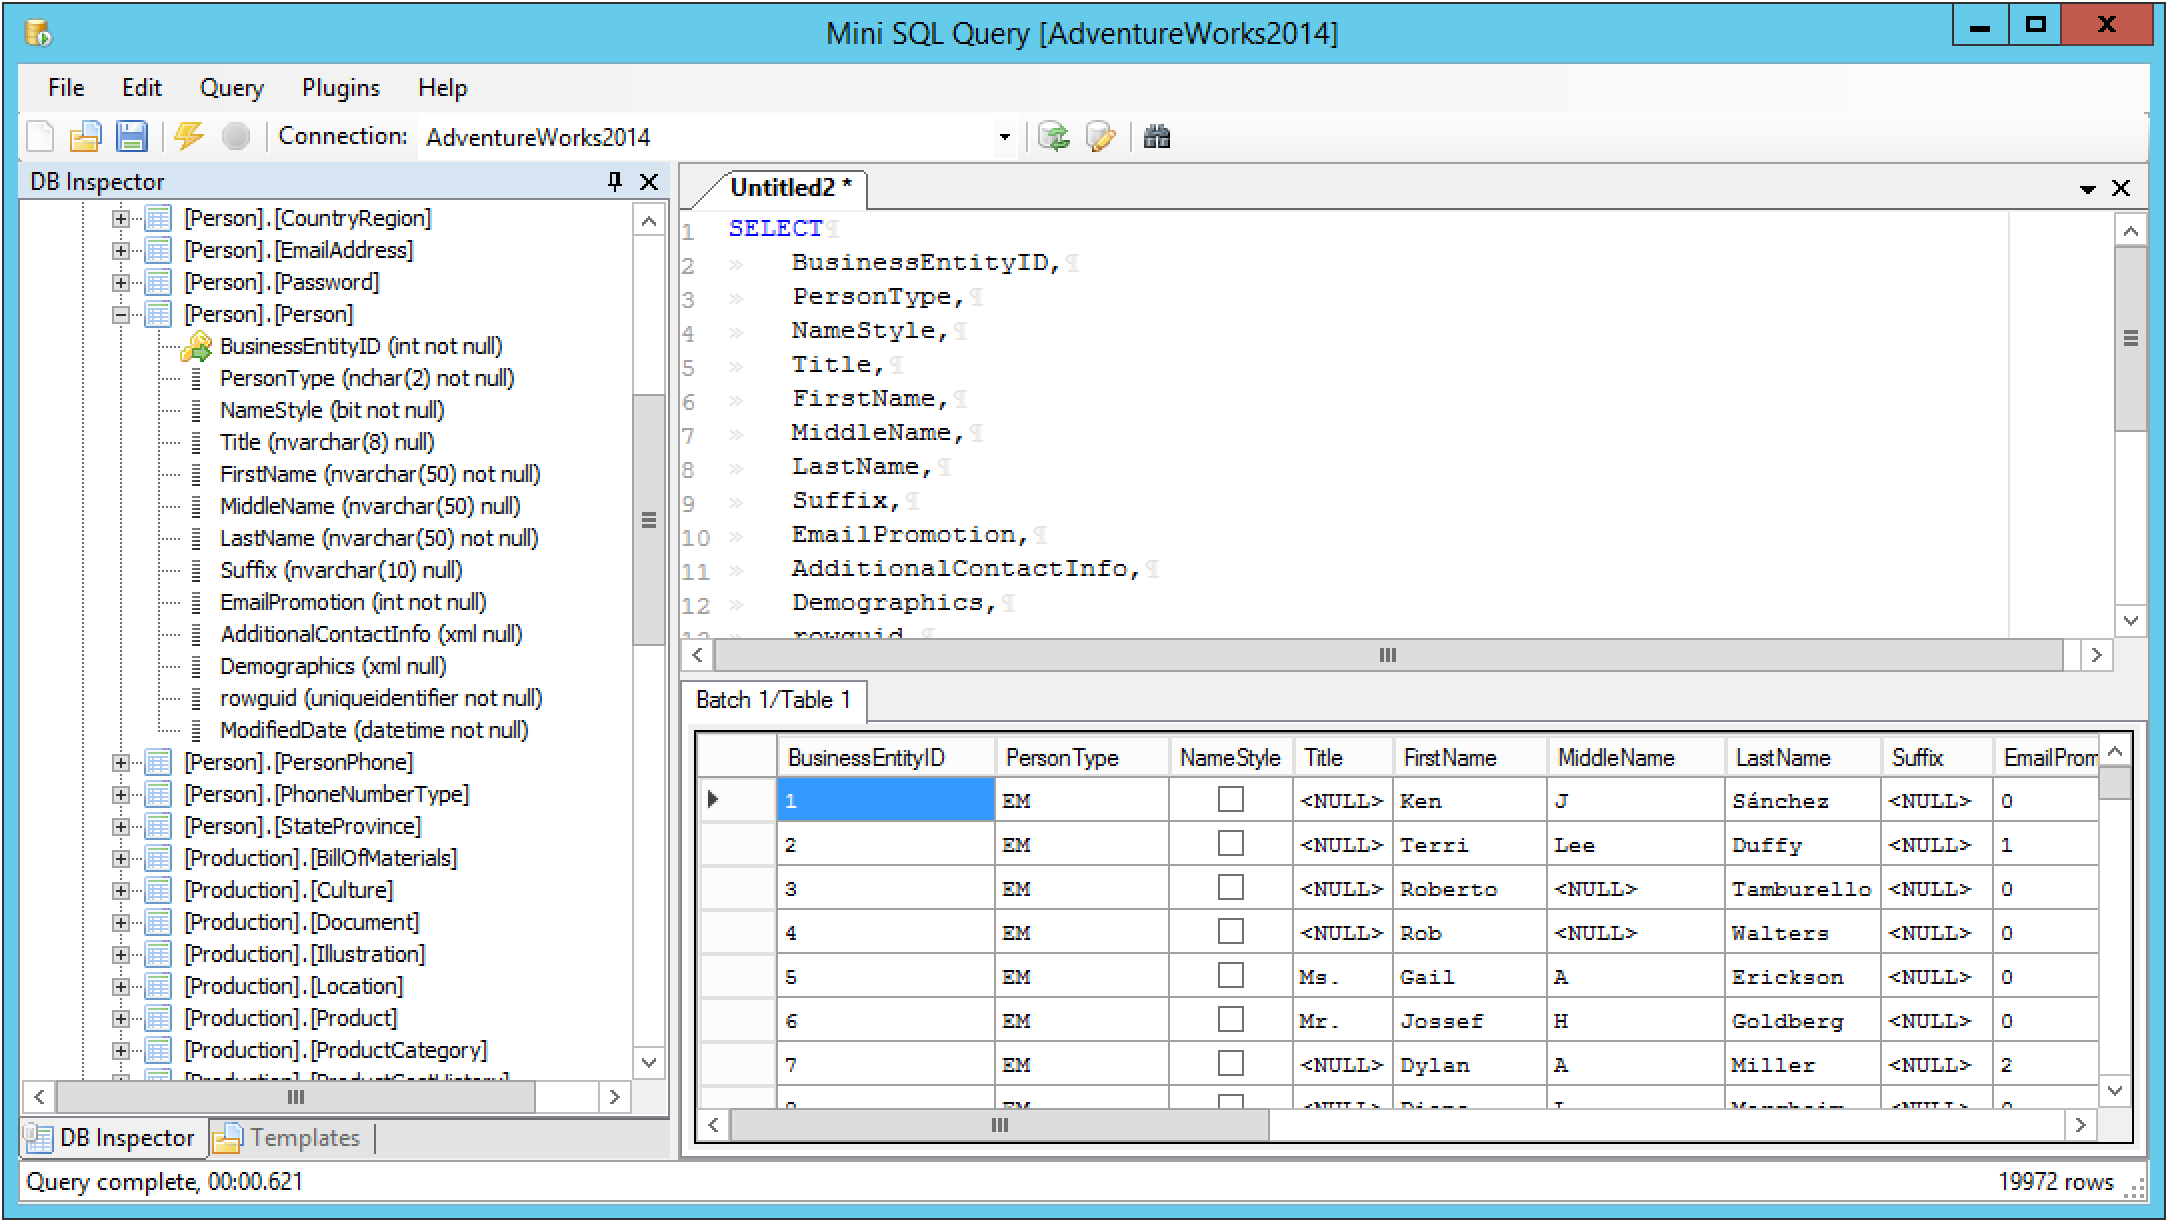 Mini SQL Query [AdventureWorks2014]
File Edit Query Plugins Help
Connection: AdventureWorks2014
DB Inspector
[Person].[CountryRegion]
[Person].[EmailAddress]
[Person].[Password]
[Person].[Person]
BusinessEntityID (int not null)
PersonType (nchar(2) not null)
NameStyle (bit not null)
Title (nvarchar(8) null)
FirstName (nvarchar(50) not null)
MiddleName (nvarchar(50) null)
LastName (nvarchar(50) not null)
Suffix (nvarchar(10) null)
EmailPromotion (int not null)
AdditionalContactInfo (xml null)
Demographics (xml null)
rowguid (uniqueidentifier not null)
ModifiedDate (datetime not null)
[Person].[PersonPhone]
[Person].[PhoneNumberType]
[Person].[StateProvince]
[Production].[BillOfMaterials]
[Production].[Culture]
[Production].[Document]
[Production].[Illustration]
[Production].[Location]
[Production].[Product]
[Production].[ProductCategory]
[Production].[ProductCostHistory]
DB Inspector Templates
Untitled2 *
1 SELECT¶
2 » BusinessEntityID,¶
3 » PersonType,¶
4 » NameStyle,¶
5 » Title,¶
6 » FirstName,¶
7 » MiddleName,¶
8 » LastName,¶
9 » Suffix,¶
10 » EmailPromotion,¶
11 » AdditionalContactInfo,¶
12 » Demographics,¶
13 » rowguid,¶
Batch 1/Table 1
BusinessEntityID PersonType NameStyle Title FirstName MiddleName LastName Suffix EmailProm
1 EM <NULL> Ken J Sánchez <NULL> 0
2 EM <NULL> Terri Lee Duffy <NULL> 1
3 EM <NULL> Roberto <NULL> Tamburello <NULL> 0
4 EM <NULL> Rob <NULL> Walters <NULL> 0
5 EM Ms. Gail A Erickson <NULL> 0
6 EM Mr. Jossef H Goldberg <NULL> 0
7 EM <NULL> Dylan A Miller <NULL> 2
EM <NULL> <NULL>
Query complete, 00:00.621
19972 rows